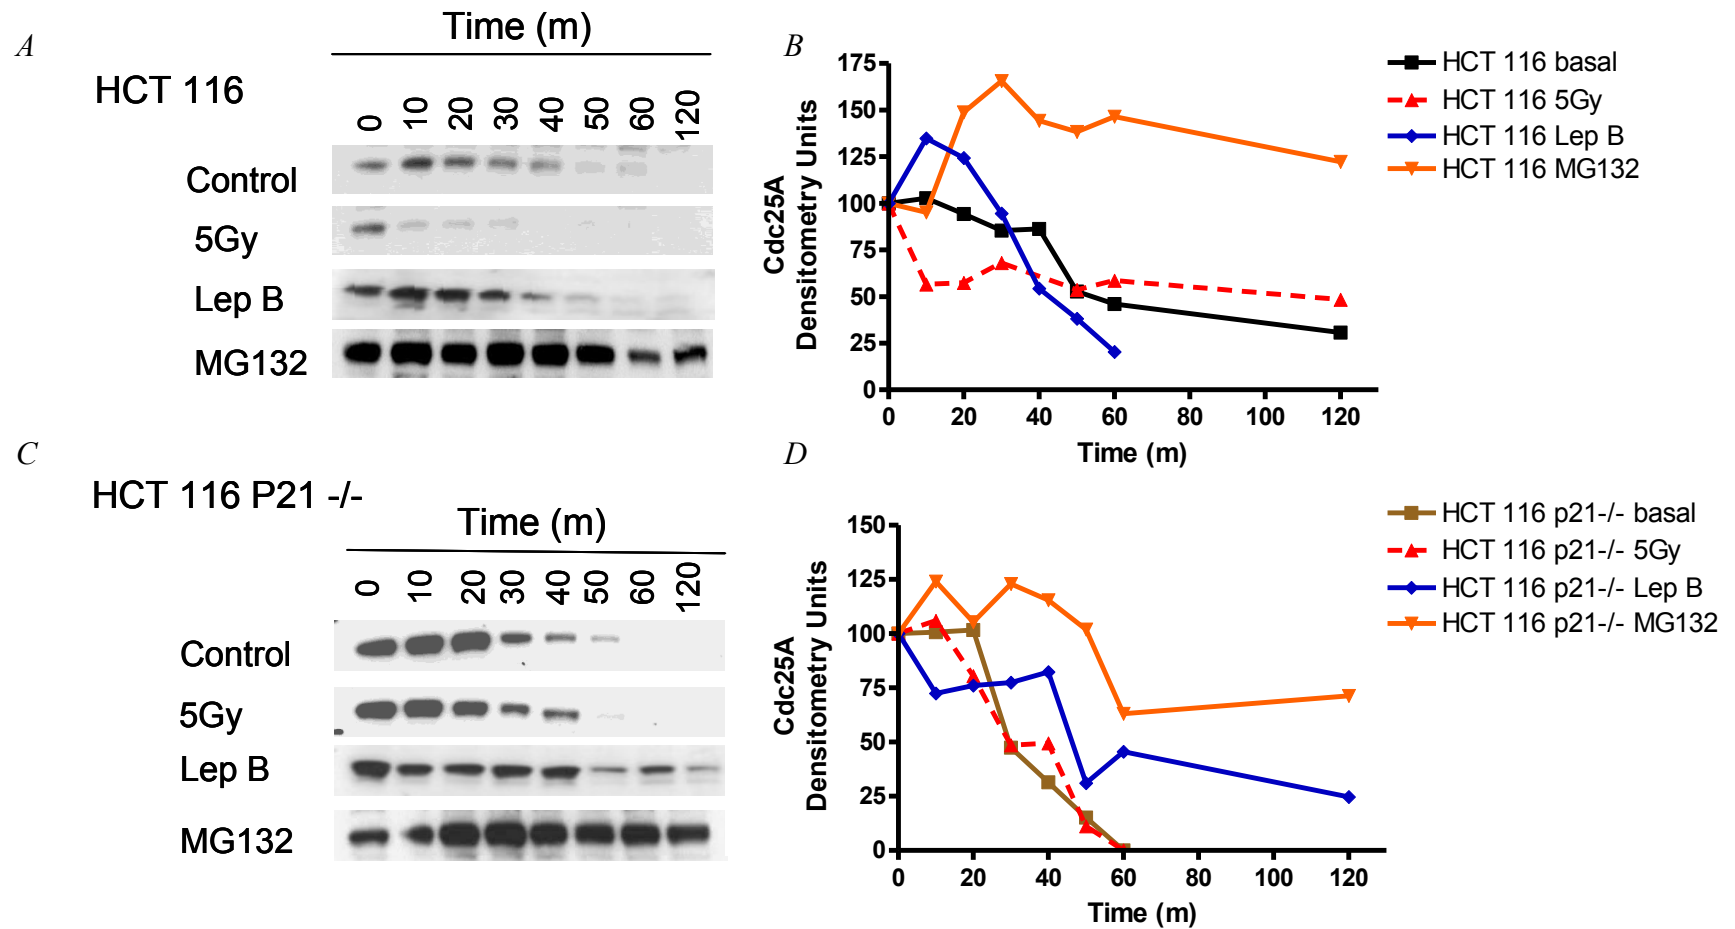 A
Time (m)
HCT 116
0 10 20 30 40 50 60 120
Control
5Gy
Lep B
MG132
B
175
150
125
100
75
50
25
0
Cdc25A
Densitometry Units
0 20 40 60 80 100 120
Time (m)
HCT 116 basal
HCT 116 5Gy
HCT 116 Lep B
HCT 116 MG132
C
HCT 116 P21 -/-
Time (m)
0 10 20 30 40 50 60 120
Control
5Gy
Lep B
MG132
D
150
125
100
75
50
25
0
Cdc25A
Densitometry Units
0 20 40 60 80 100 120
Time (m)
HCT 116 p21-/- basal
HCT 116 p21-/- 5Gy
HCT 116 p21-/- Lep B
HCT 116 p21-/- MG132